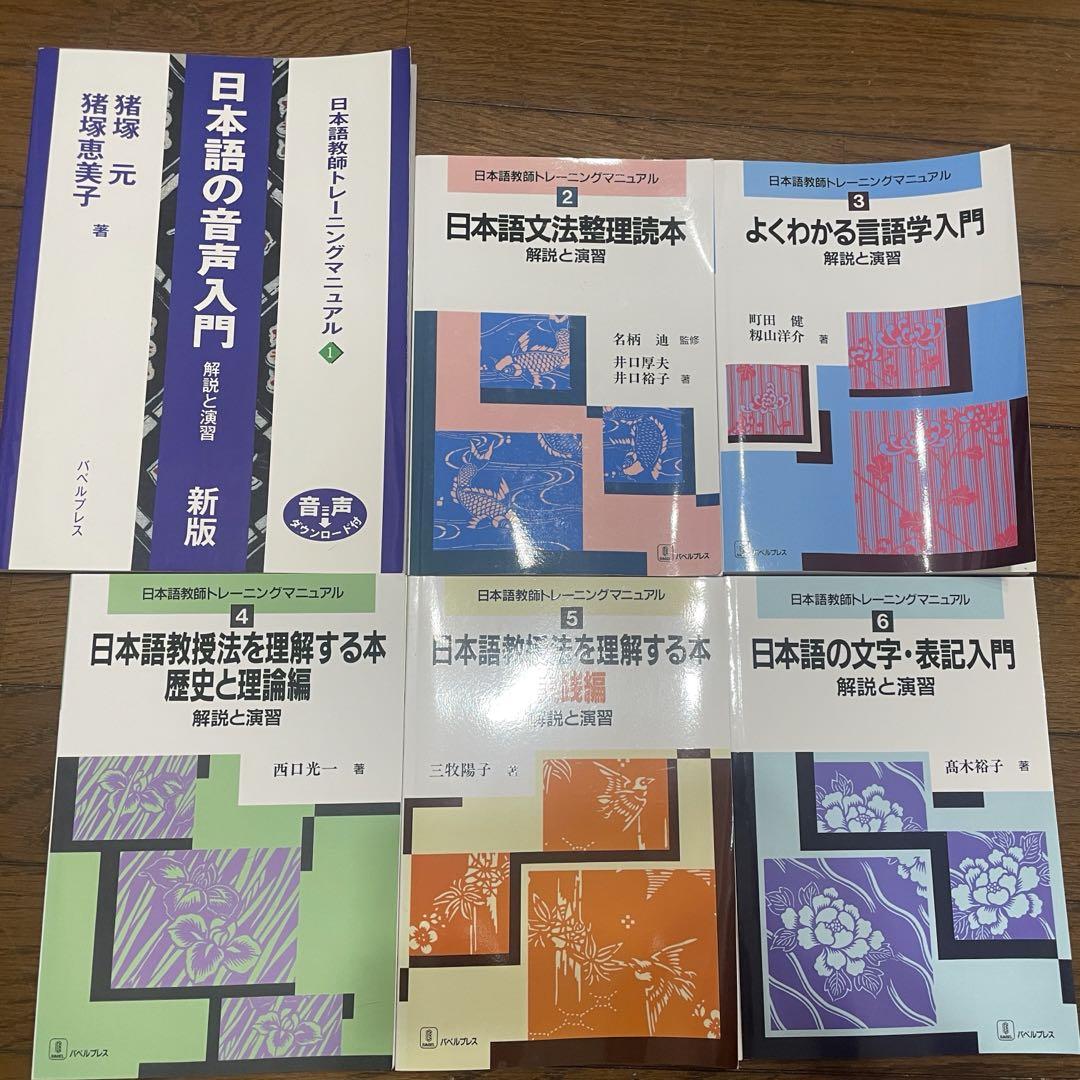 日本語教師トレーニングマニュアル 1
日本語の音声入門
解説と演習
新版
猪塚 元
猪塚恵美子 著
バベルプレス
音声
ダウンロード付
日本語教師トレーニングマニュアル
2
日本語文法整理読本
解説と演習
名柄 迪 監修
井口厚夫
井口裕子 著
バベルプレス
日本語教師トレーニングマニュアル
3
よくわかる言語学入門
解説と演習
町田 健
籾山洋介 著
バベルプレス
日本語教師トレーニングマニュアル
4
日本語教授法を理解する本
歴史と理論編
解説と演習
西口光一 著
BABEL バベルプレス
日本語教師トレーニングマニュアル
5
日本語教授法を理解する本
実践編
解説と演習
三牧陽子 著
BABEL バベルプレス
日本語教師トレーニングマニュアル
6
日本語の文字・表記入門
解説と演習
髙木裕子 著
BABEL バベルプレス